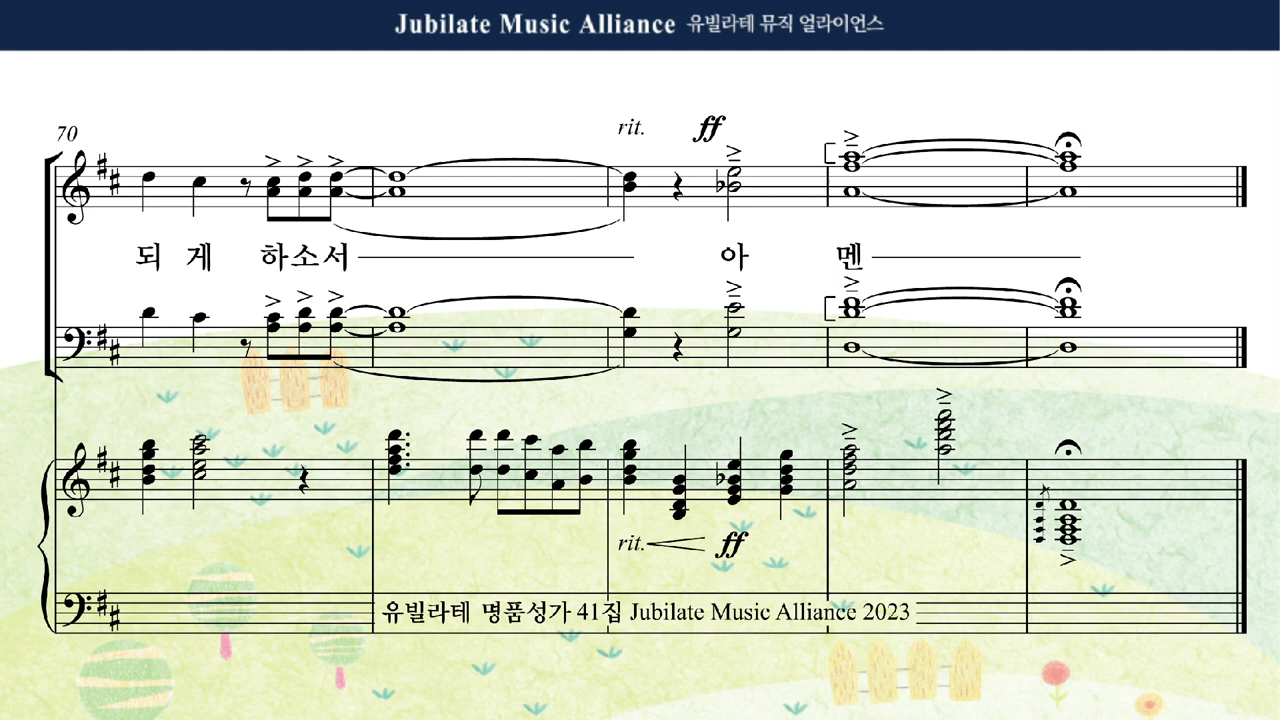 Jubilate Music Alliance 유빌라테 뮤직 얼라이언스
70
rit. ff
되 게 하소서 아 멘
rit. ff
유빌라테 명품성가 41집 Jubilate Music Alliance 2023